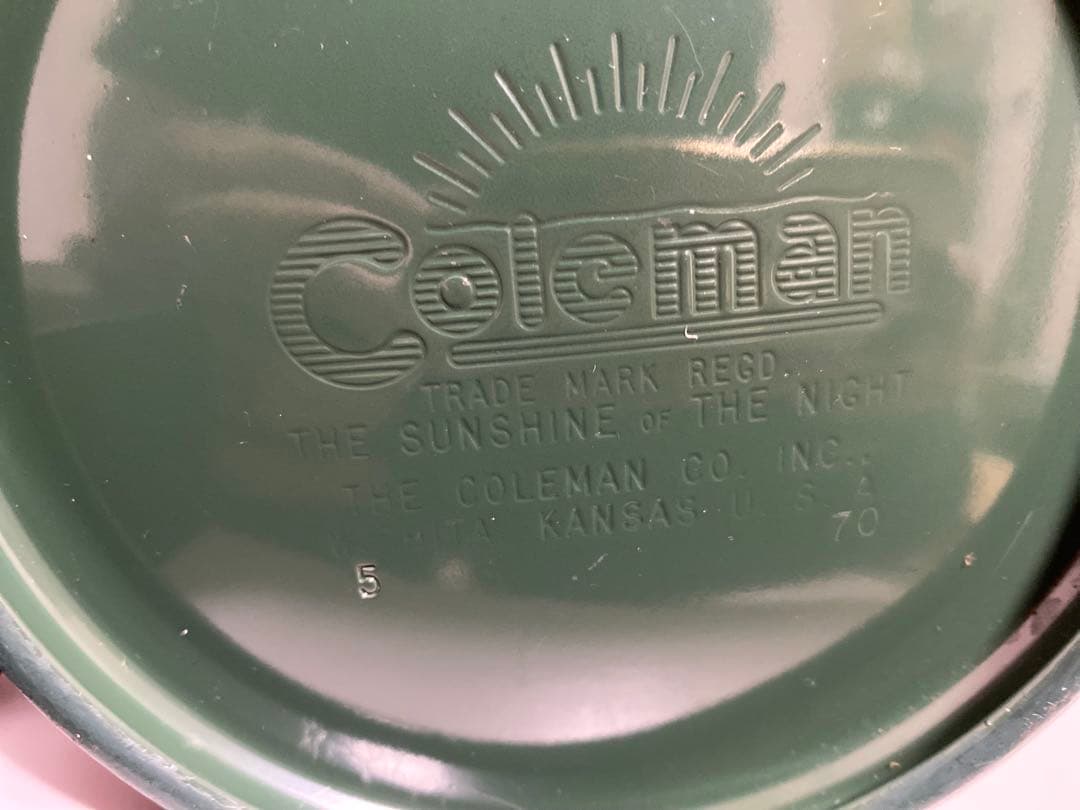 Coleman
TRADE MARK REGD.
THE SUNSHINE OF THE NIGHT
THE COLEMAN CO. INC.,
KANSAS U. S. A
5 70